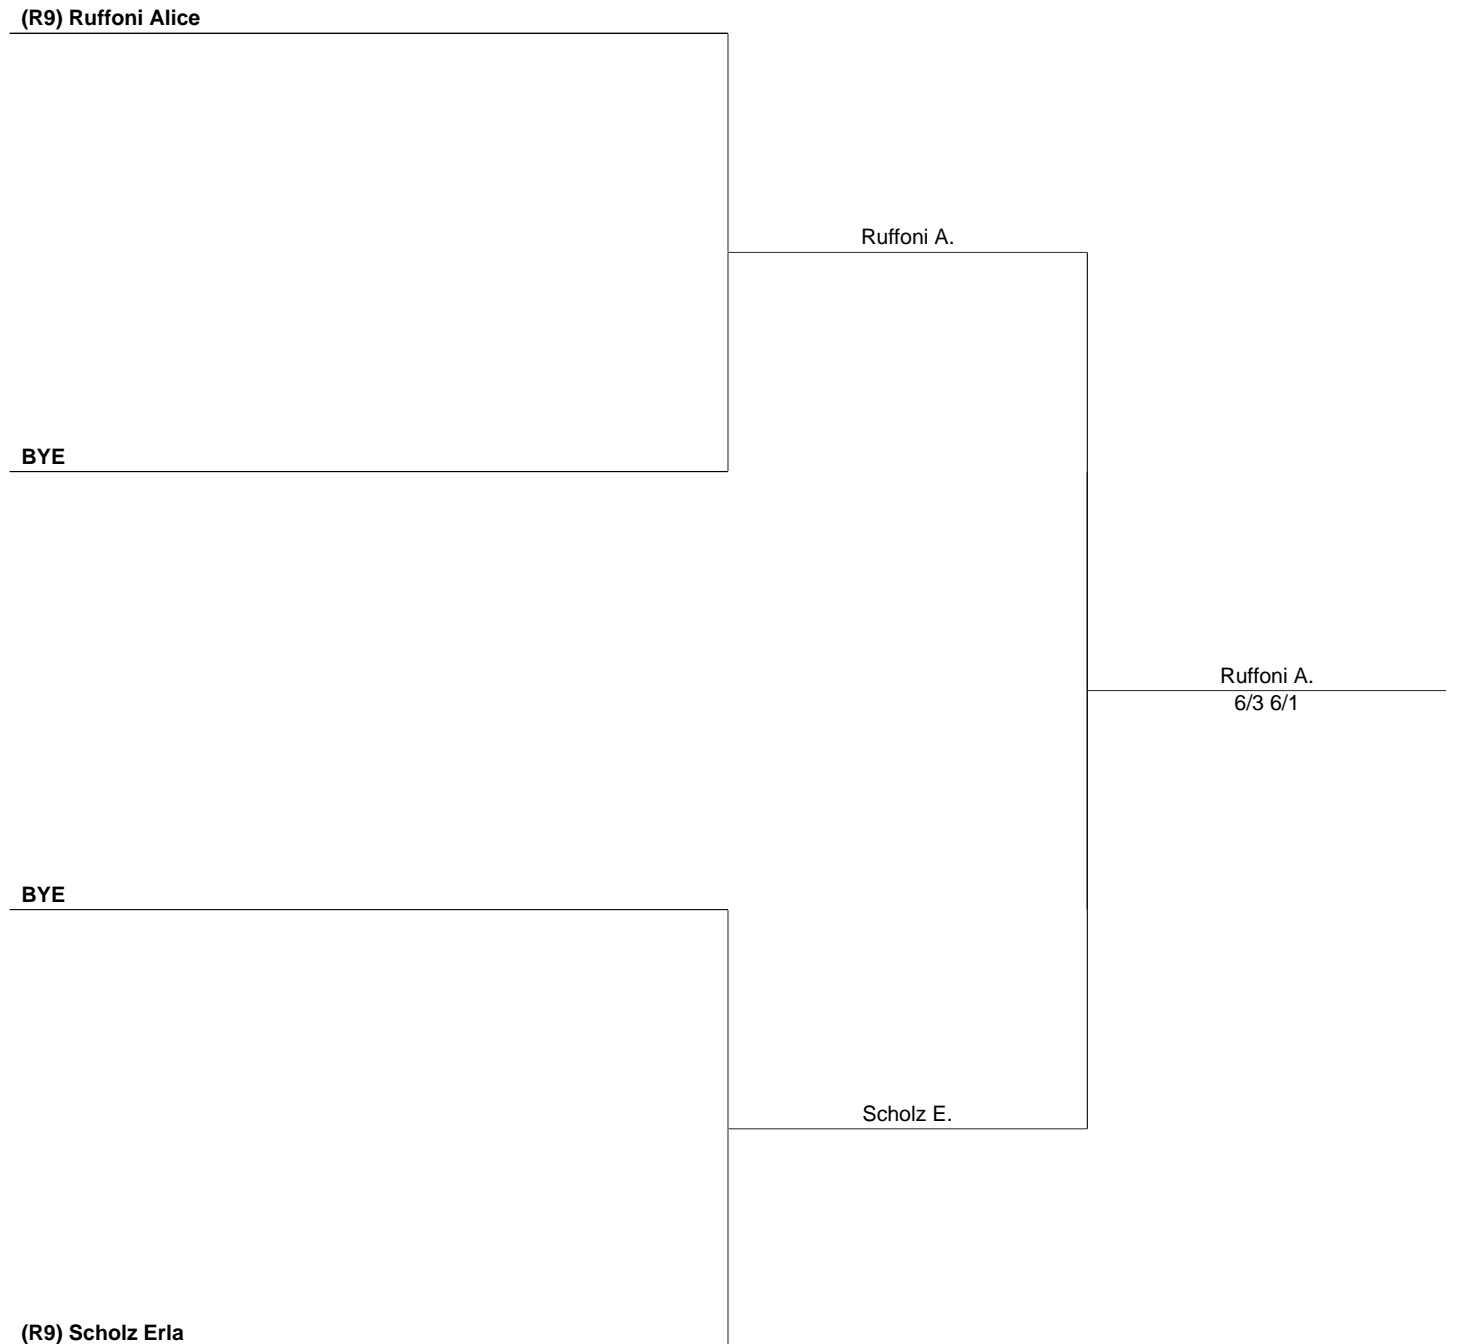 (R9) Ruffoni Alice
Ruffoni A.
BYE
Ruffoni A.
6/3 6/1
BYE
Scholz E.
(R9) Scholz Erla